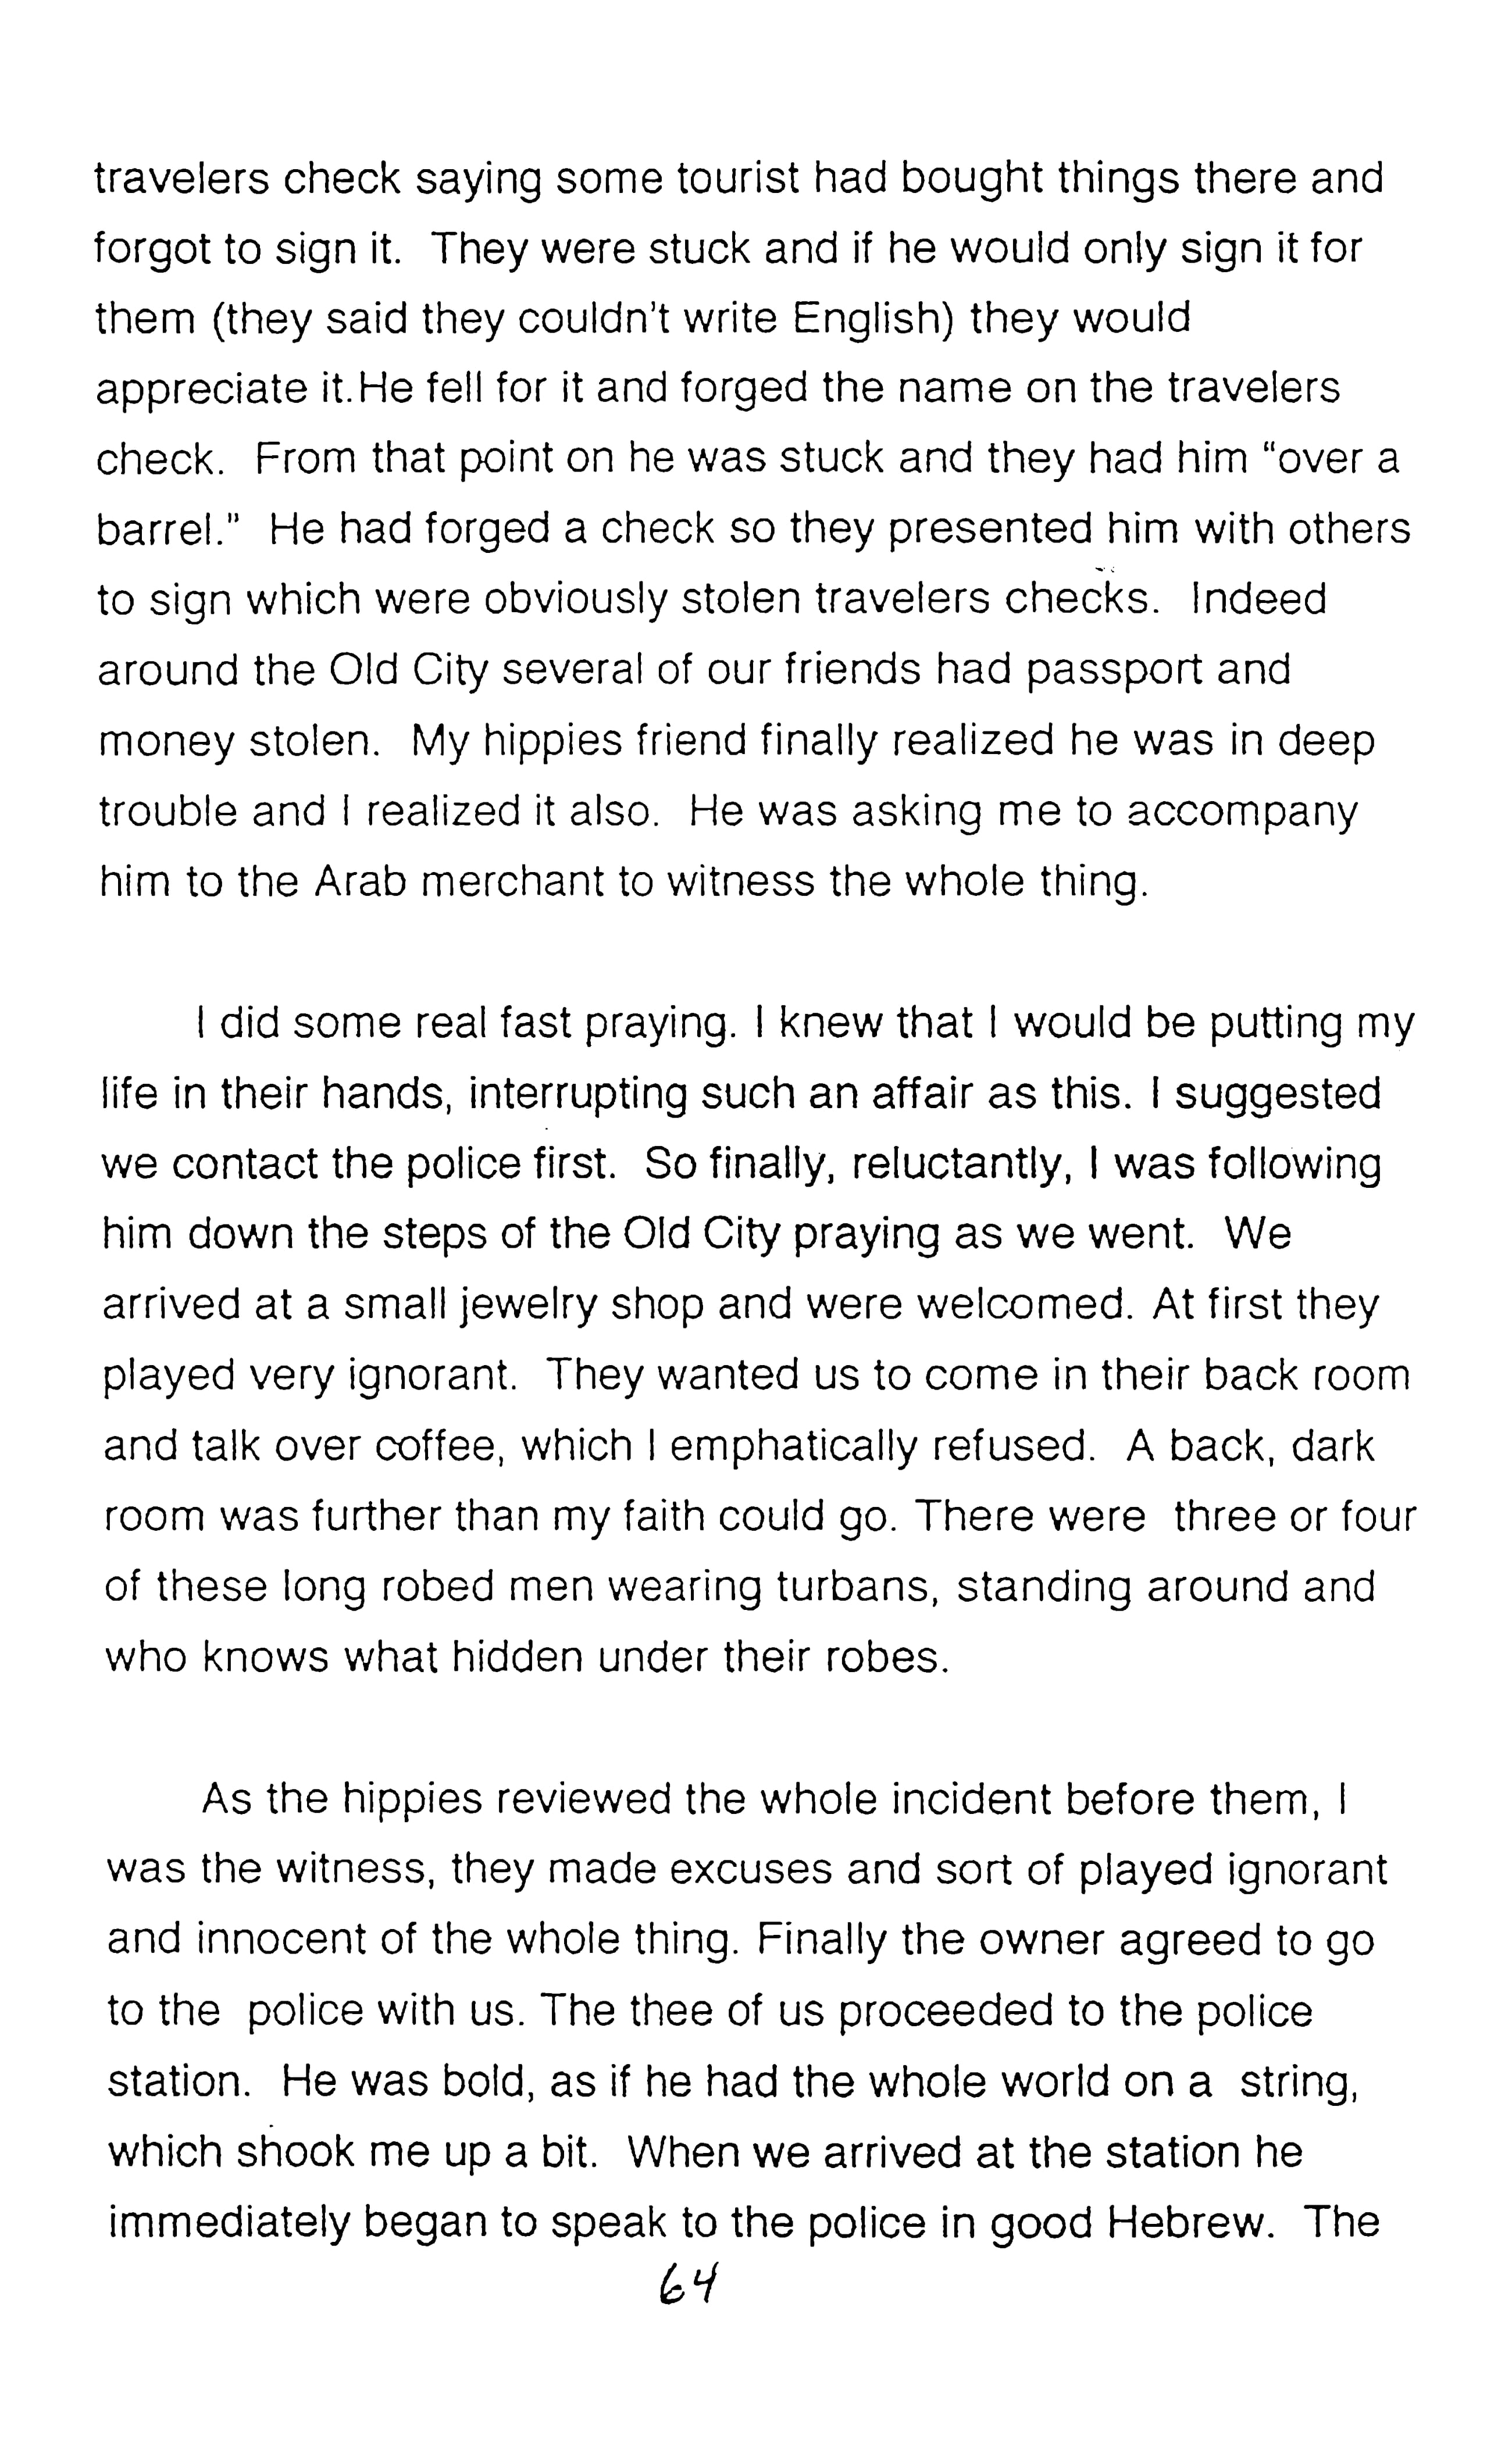 travelers check saying some tourist had bought things there and
forgot to sign it.  They were stuck and if he would only sign it for
them (they said they couldn't write English) they would
appreciate it.He fell for it and forged the name on the travelers
check.  From that point on he was stuck and they had him "over a
barrel."  He had forged a check so they presented him with others
to sign which were obviously stolen travelers checks.  Indeed
around the Old City several of our friends had passport and
money stolen.  My hippies friend finally realized he was in deep
trouble and I realized it also.  He was asking me to accompany
him to the Arab merchant to witness the whole thing.

I did some real fast praying. I knew that I would be putting my
life in their hands, interrupting such an affair as this. I suggested
we contact the police first.  So finally, reluctantly, I was following
him down the steps of the Old City praying as we went.  We
arrived at a small jewelry shop and were welcomed. At first they
played very ignorant.  They wanted us to come in their back room
and talk over coffee, which I emphatically refused.  A back, dark
room was further than my faith could go. There were  three or four
of these long robed men wearing turbans, standing around and
who knows what hidden under their robes.

As the hippies reviewed the whole incident before them, I
was the witness, they made excuses and sort of played ignorant
and innocent of the whole thing. Finally the owner agreed to go
to the  police with us. The thee of us proceeded to the police
station.  He was bold, as if he had the whole world on a  string,
which shook me up a bit.  When we arrived at the station he
immediately began to speak to the police in good Hebrew.  The
64